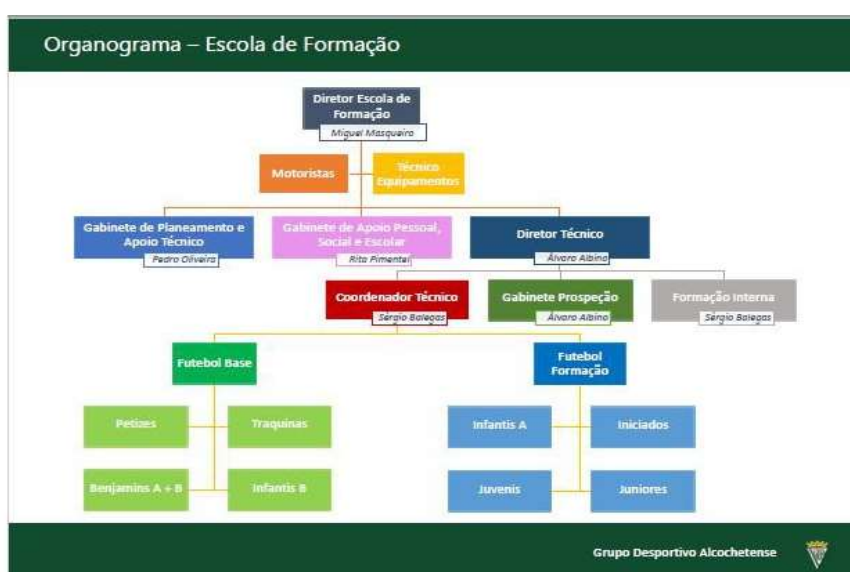 Organograma – Escola de Formação
Diretor Escola de
Formação
Miguel Masqueiro
Motoristas
Técnico
Equipamentos
Gabinete de Planeamento e
Apoio Técnico
Pedro Oliveira
Gabinete de Apoio Pessoal,
Social e Escolar
Rita Pimentel
Diretor Técnico
Álvaro Albino
Coordenador Técnico
Sérgio Balegas
Gabinete Prospeção
Álvaro Albino
Formação Interna
Sérgio Balegas
Futebol Base
Futebol
Formação
Petizes
Traquinas
Infantis A
Iniciados
Benjamins A + B
Infantis B
Juvenis
Juniores
Grupo Desportivo Alcochetense